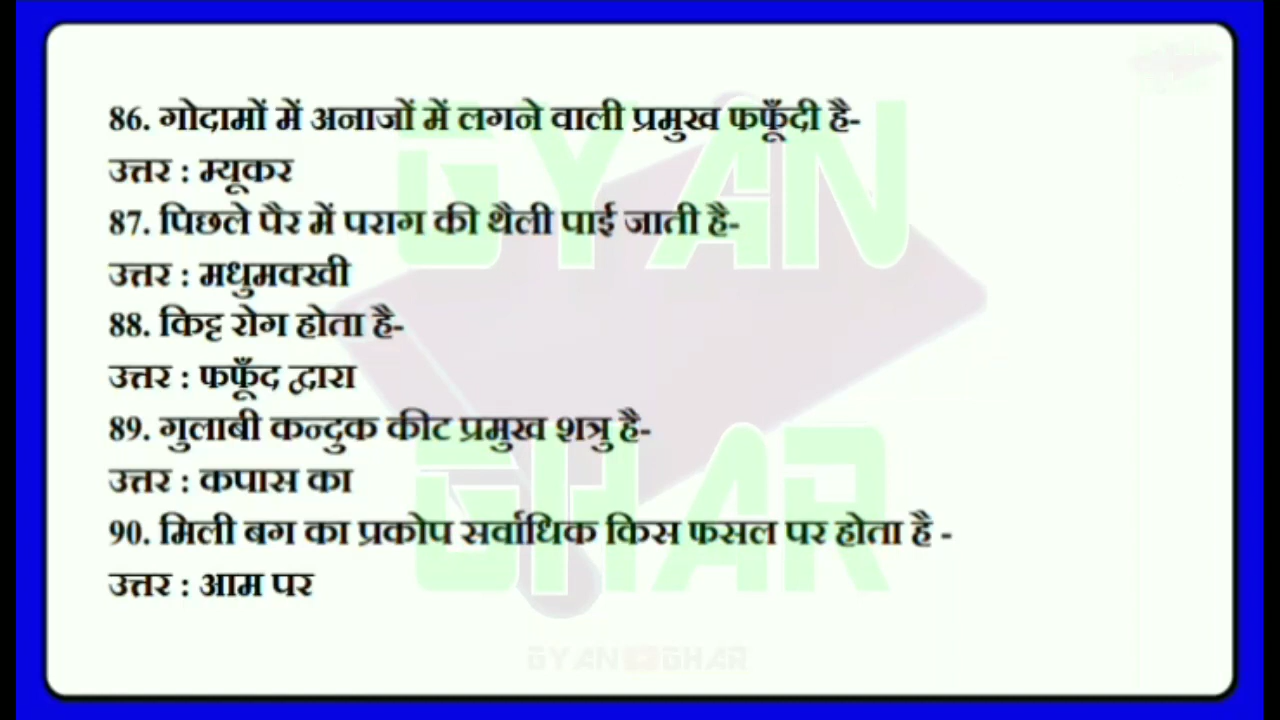 86. गोदामों में अनाजों में लगने वाली प्रमुख फफूँदी है-
उत्तर : म्यूकर
87. पिछले पैर में पराग की थैली पाई जाती है-
उत्तर : मधुमक्खी
88. किट्ट रोग होता है-
उत्तर : फफूँद द्वारा
89. गुलाबी कन्दुक कीट प्रमुख शत्रु है-
उत्तर : कपास का
90. मिली बग का प्रकोप सर्वाधिक किस फसल पर होता है -
उत्तर : आम पर
GYAN
GHAR
GYAN GHAR